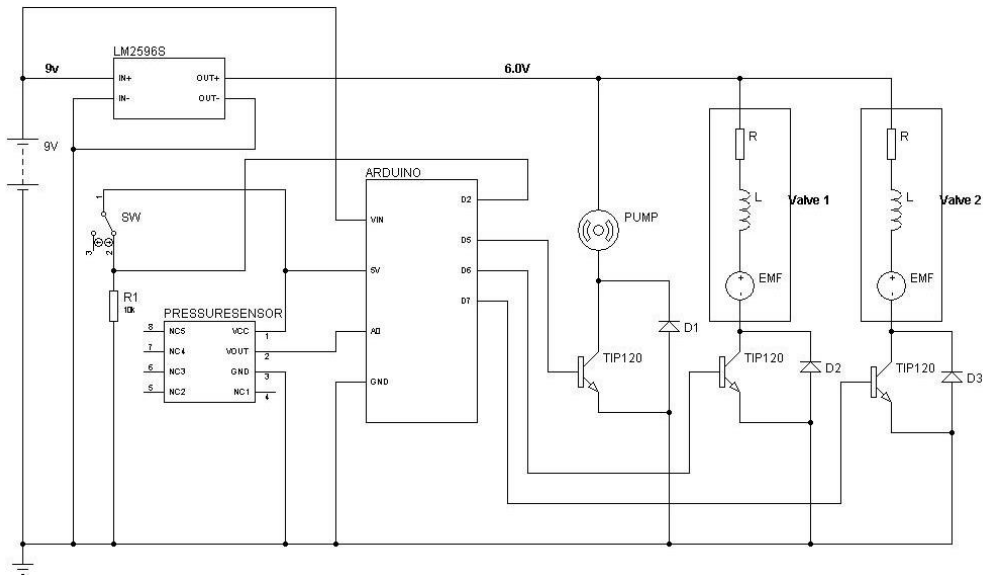 LM2596S
9v
IN+
OUT+
6.0V
IN-
OUT-
9V
R
R
ARDUINO
D2
L
Valve 1
L
Valve 2
1
SW
VIN
PUMP
3
2
D5
5V
D6
EMF
EMF
R1
10k
D7
PRESSURESENSOR
8
NC5
VCC
1
A0
D1
7
NC4
VOUT
2
TIP120
TIP120
TIP120
6
NC3
GND
3
D2
D3
5
NC2
NC1
4
GND